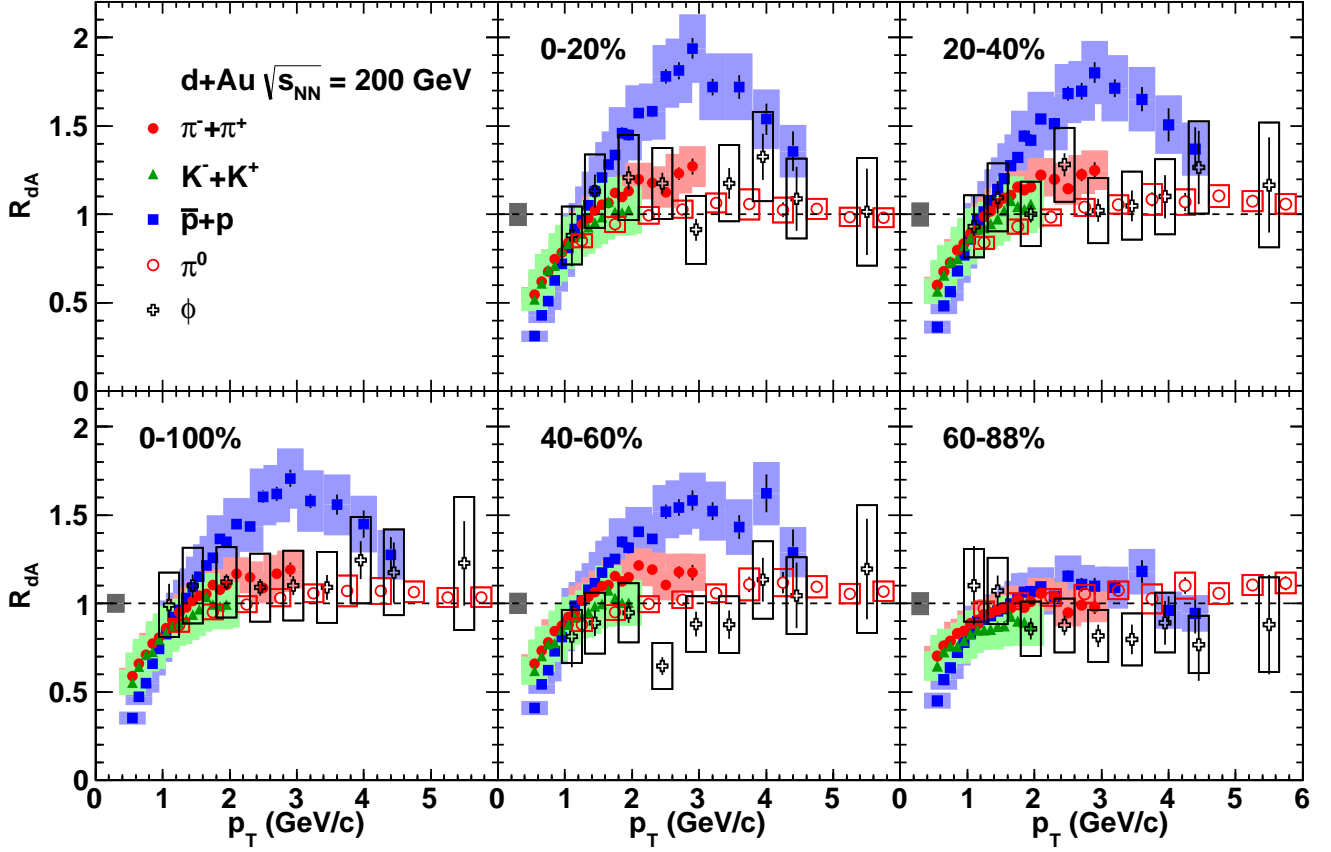 2
0-20%
20-40%
d+Au √s_NN = 200 GeV
1.5
π⁻+π⁺
R_dA
K⁻+K⁺
1
p̅+p
π⁰
0.5
ϕ
0
2
0-100%
40-60%
60-88%
1.5
R_dA
1
0.5
0
0 1 2 3 4 5
0 1 2 3 4 5
0 1 2 3 4 5 6
p_T (GeV/c)
p_T (GeV/c)
p_T (GeV/c)